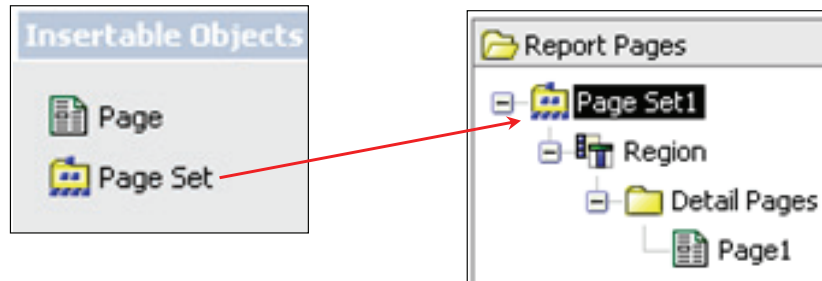 Insertable Objects
Page
Page Set
Report Pages
Page Set1
Region
Detail Pages
Page1